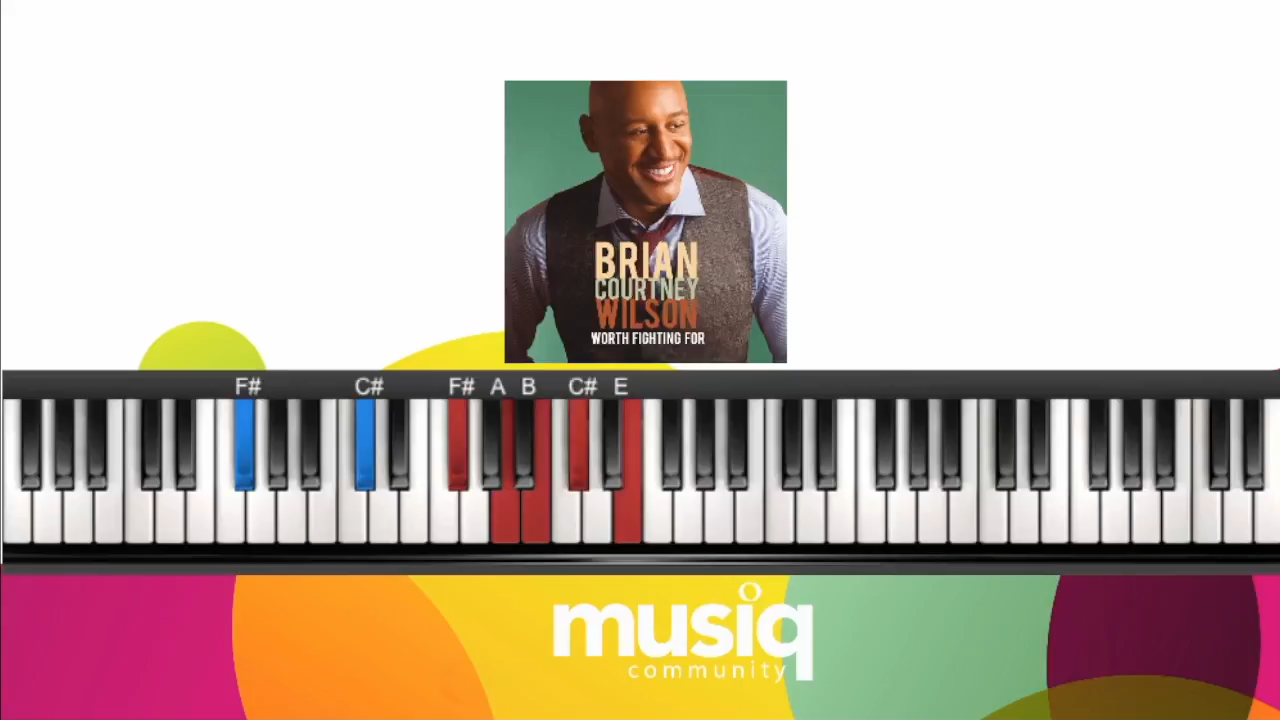 BRIAN
COURTNEY
WILSON
WORTH FIGHTING FOR
F# C# F# A B C# E
musiq
community